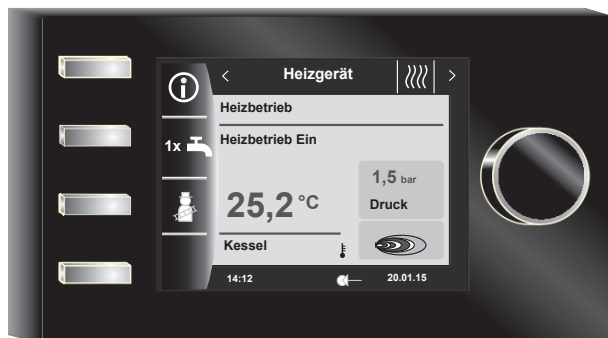 < Heizgerät >
Heizbetrieb
1x
Heizbetrieb Ein
1,5 bar
Druck
25,2 °C
Kessel
14:12
20.01.15